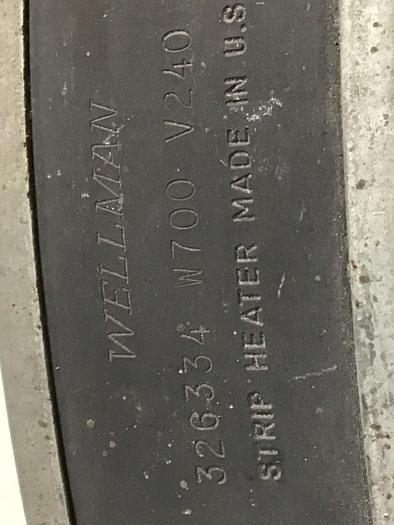 WELLMAN
326334 W700 V240
STRIP HEATER MADE IN U.S